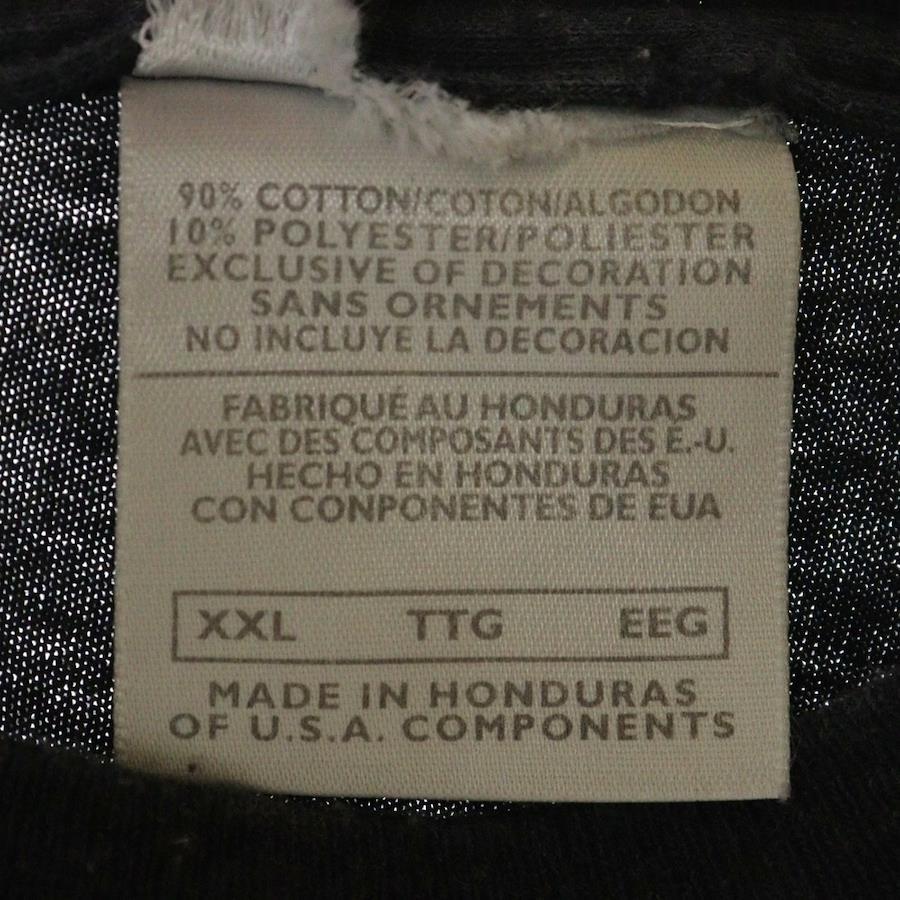 90% COTTON/COTON/ALGODON
10% POLYESTER/POLIESTER
EXCLUSIVE OF DECORATION
SANS ORNEMENTS
NO INCLUYE LA DECORACION
FABRIQUÉ AU HONDURAS
AVEC DES COMPOSANTS DES É.-U.
HECHO EN HONDURAS
CON CONPONENTES DE EUA
XXL TTG EEG
MADE IN HONDURAS
OF U.S.A. COMPONENTS